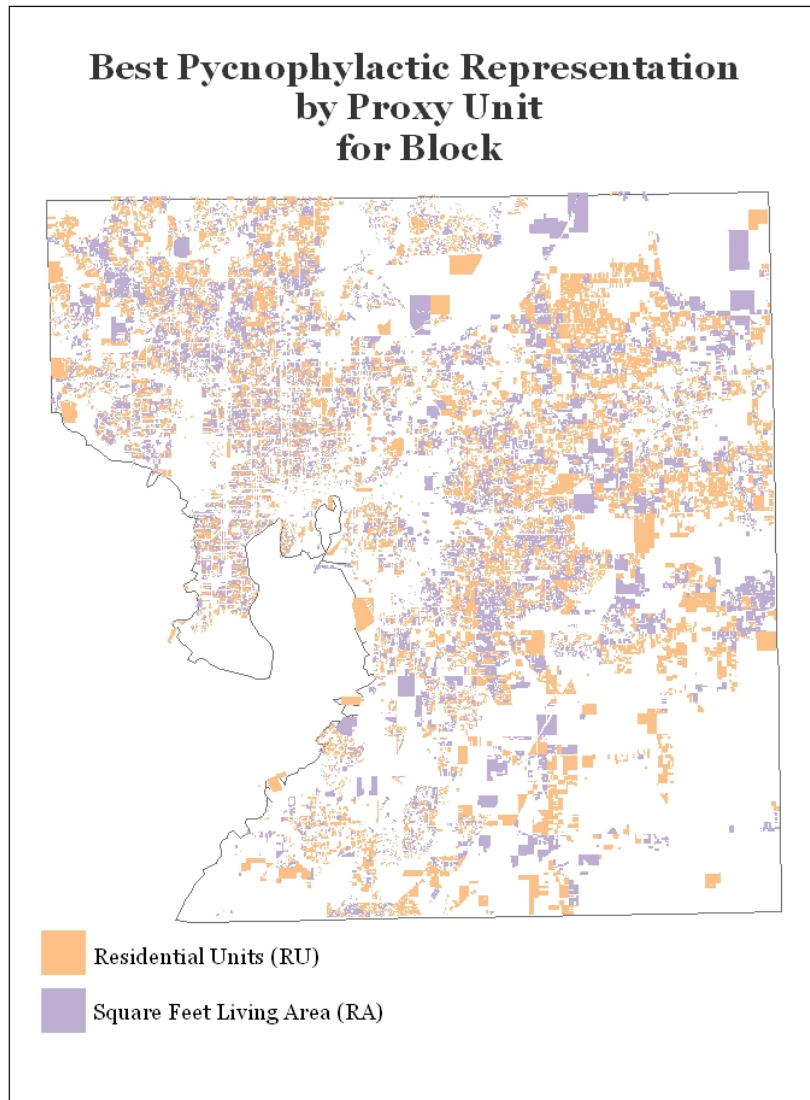 Best Pycnophylactic Representation
by Proxy Unit
for Block
Residential Units (RU)
Square Feet Living Area (RA)